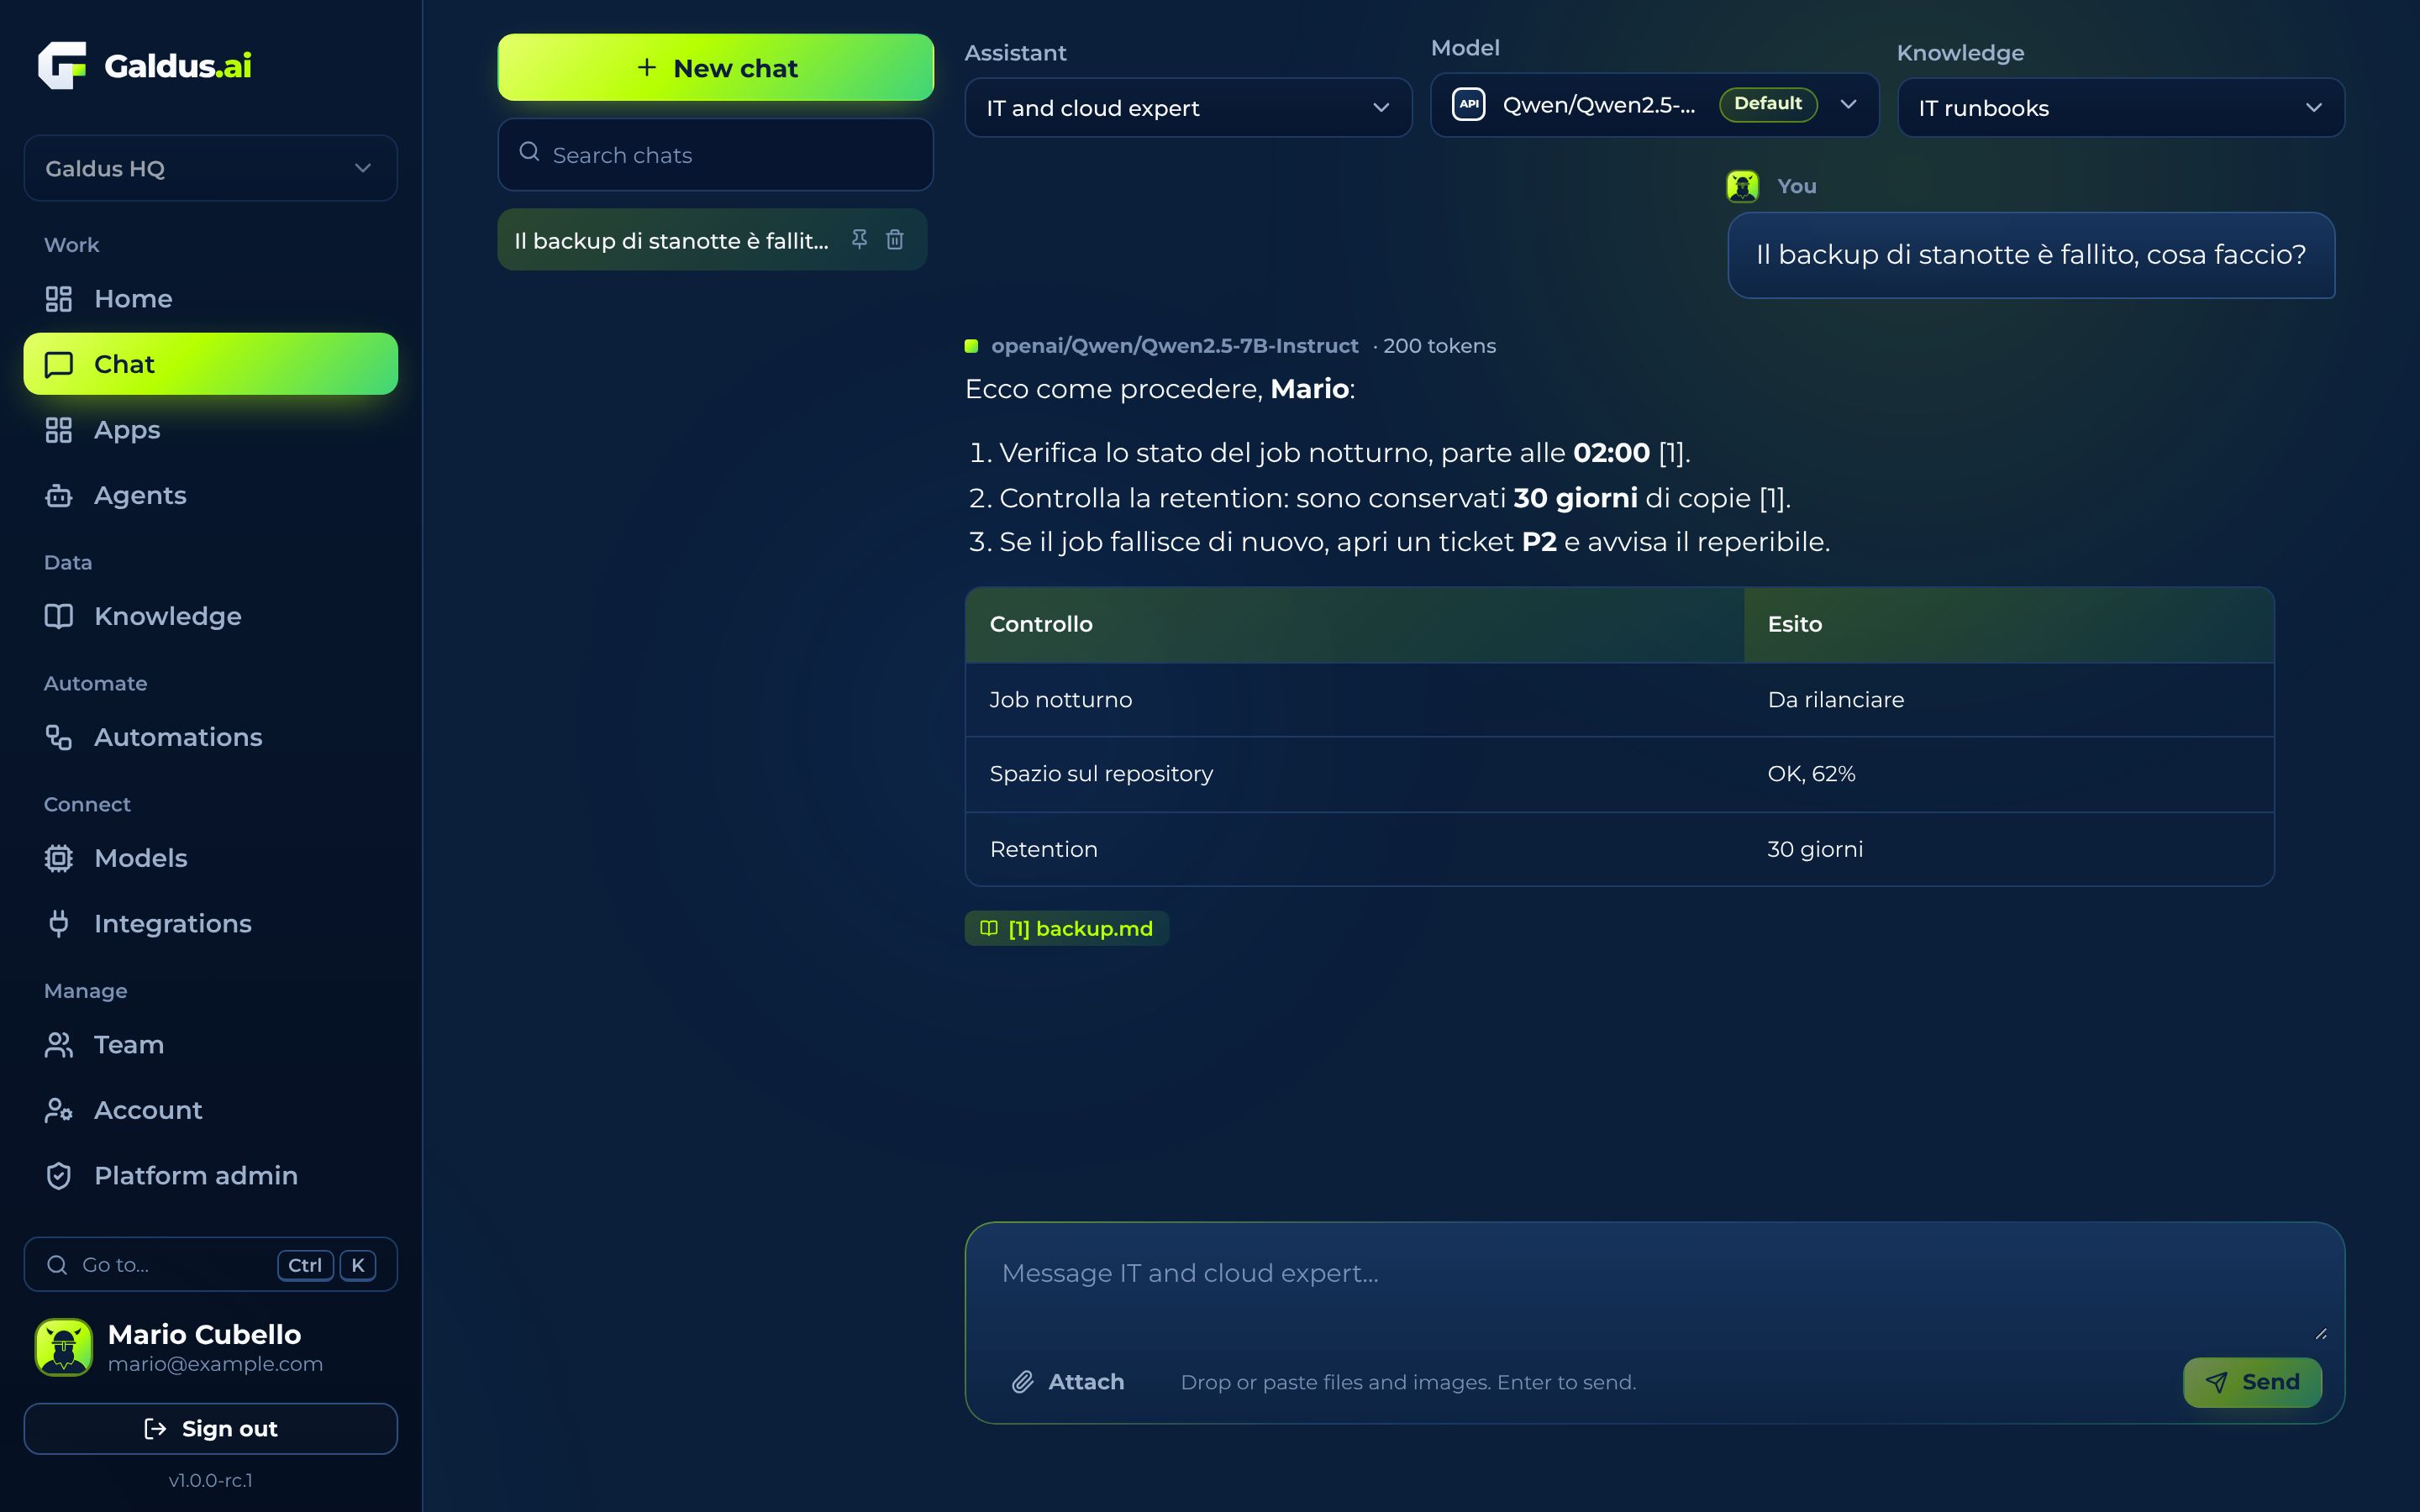 Galdus.ai
Galdus HQ
Work
Home
Chat
Apps
Agents
Data
Knowledge
Automate
Automations
Connect
Models
Integrations
Manage
Team
Account
Platform admin
Go to... Ctrl K
Mario Cubello
mario@example.com
Sign out
v1.0.0-rc.1
+ New chat
Search chats
Il backup di stanotte è fallit...
Assistant
IT and cloud expert
Model
API Qwen/Qwen2.5-... Default
Knowledge
IT runbooks
You
Il backup di stanotte è fallito, cosa faccio?
openai/Qwen/Qwen2.5-7B-Instruct · 200 tokens
Ecco come procedere, Mario:
1. Verifica lo stato del job notturno, parte alle 02:00 [1].
2. Controlla la retention: sono conservati 30 giorni di copie [1].
3. Se il job fallisce di nuovo, apri un ticket P2 e avvisa il reperibile.
Controllo Esito
Job notturno Da rilanciare
Spazio sul repository OK, 62%
Retention 30 giorni
[1] backup.md
Message IT and cloud expert...
Attach Drop or paste files and images. Enter to send. Send